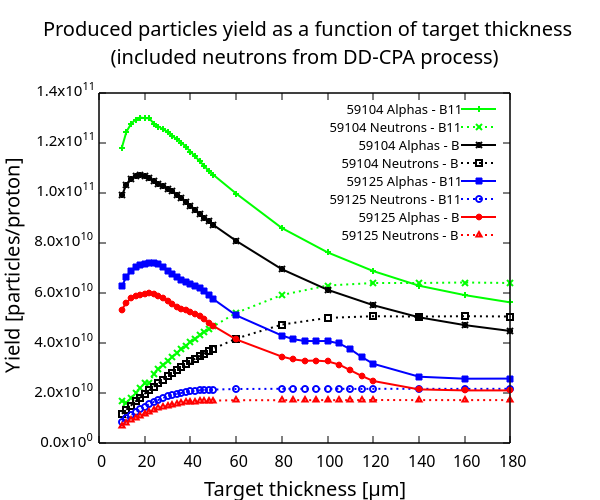 Produced particles yield as a function of target thickness
(included neutrons from DD-CPA process)
Yield [particles/proton]
1.4x10¹¹
1.2x10¹¹
1.0x10¹¹
8.0x10¹⁰
6.0x10¹⁰
4.0x10¹⁰
2.0x10¹⁰
0.0x10⁰
59104 Alphas - B11
59104 Neutrons - B11
59104 Alphas - B
59104 Neutrons - B
59125 Alphas - B11
59125 Neutrons - B11
59125 Alphas - B
59125 Neutrons - B
0 20 40 60 80 100 120 140 160 180
Target thickness [μm]